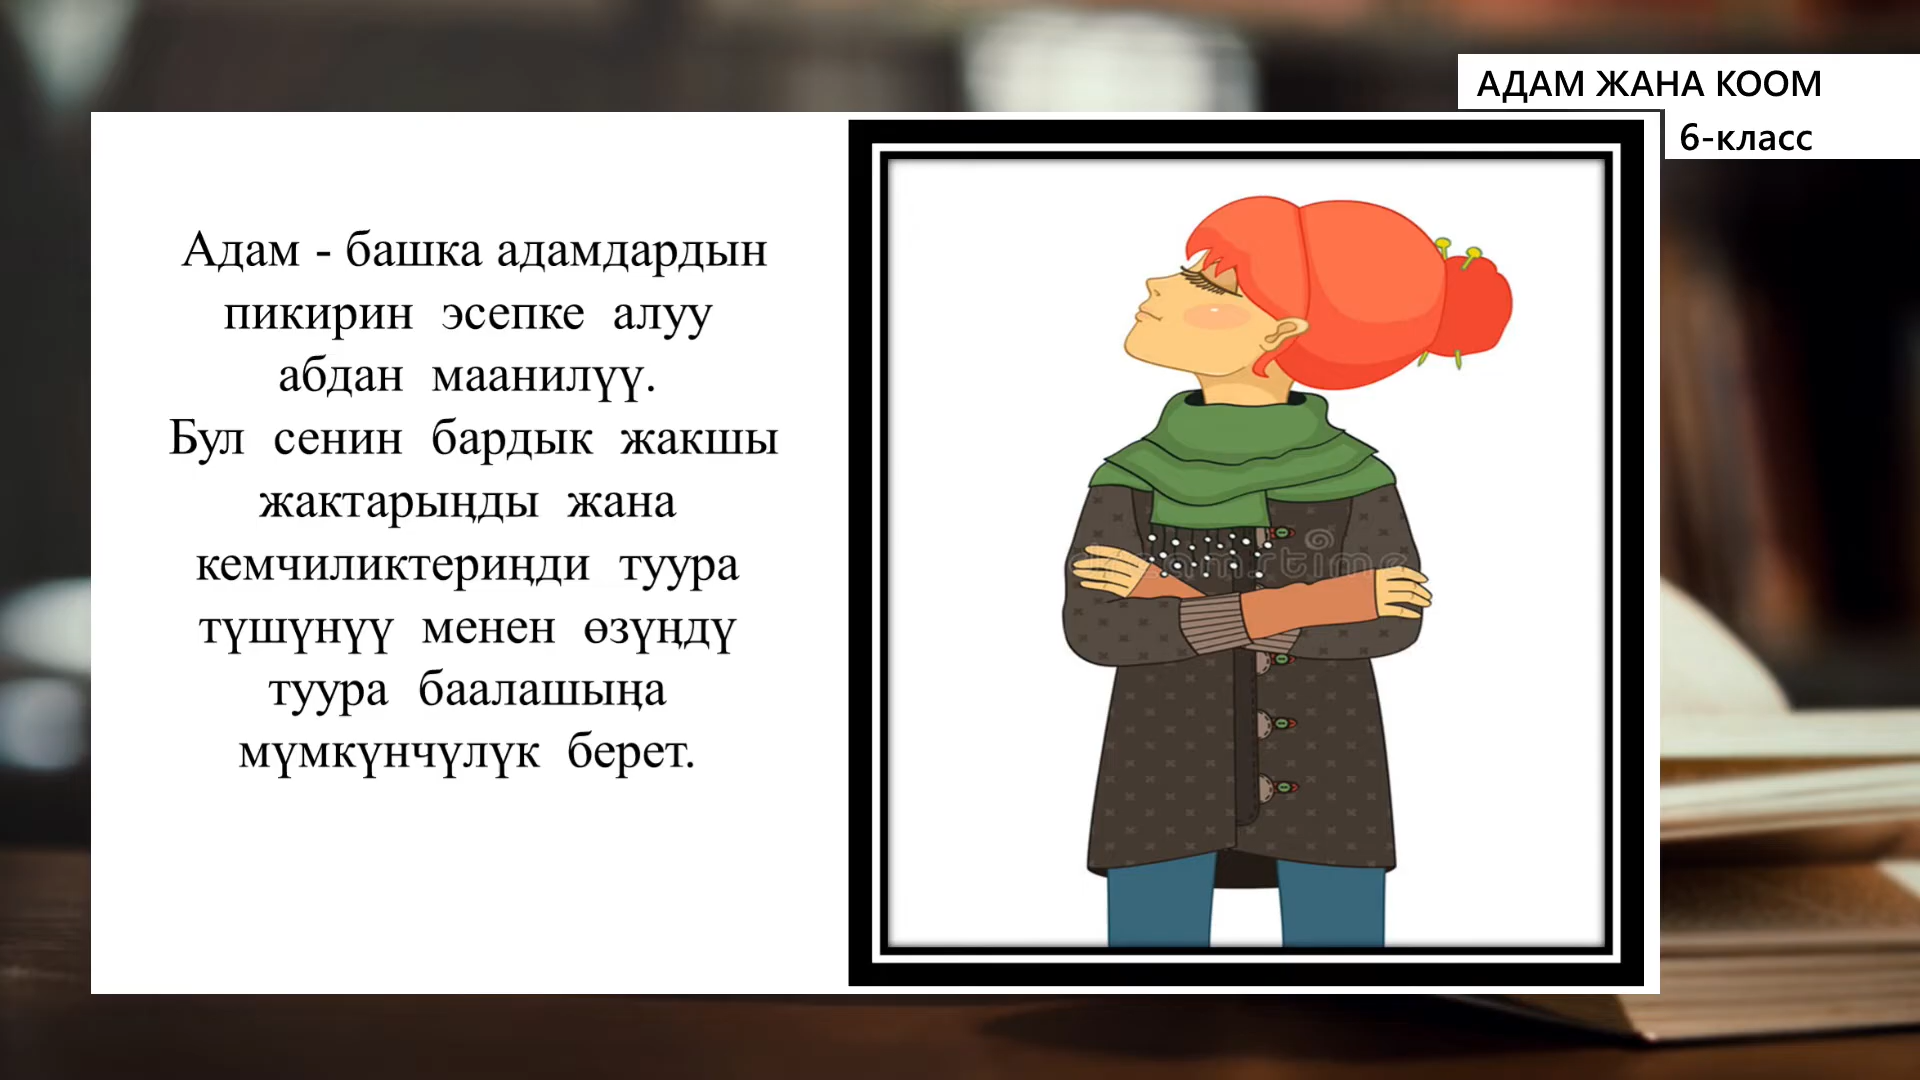 АДАМ ЖАНА КООМ
6-класс
Адам - башка адамдардын
пикирин эсепке алуу
абдан маанилүү.
Бул сенин бардык жакшы
жактарыңды жана
кемчиликтериңди туура
түшүнүү менен өзүңдү
туура баалашыңа
мүмкүнчүлүк берет.
dreamstime